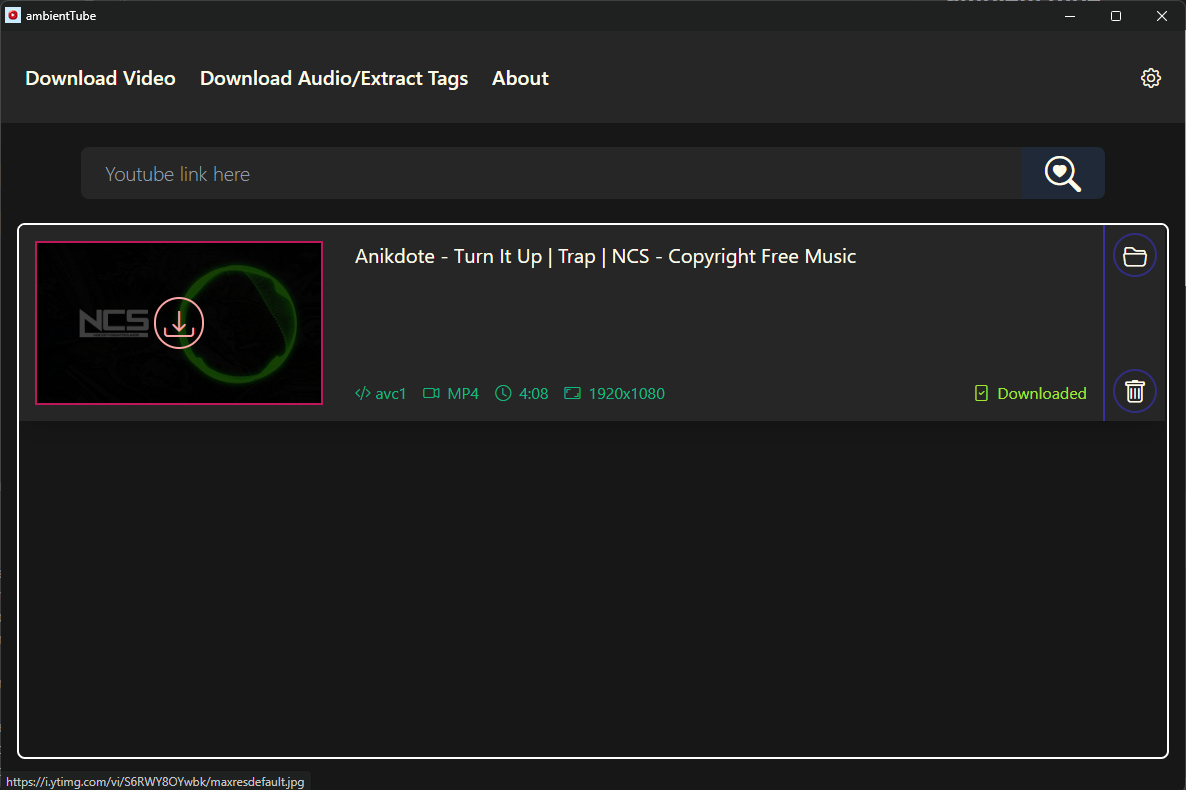 ambientTube
Download Video Download Audio/Extract Tags About
Youtube link here
Anikdote - Turn It Up | Trap | NCS - Copyright Free Music
NCS
avc1 MP4 4:08 1920x1080 Downloaded
https://i.ytimg.com/vi/S6RWY8OYwbk/maxresdefault.jpg